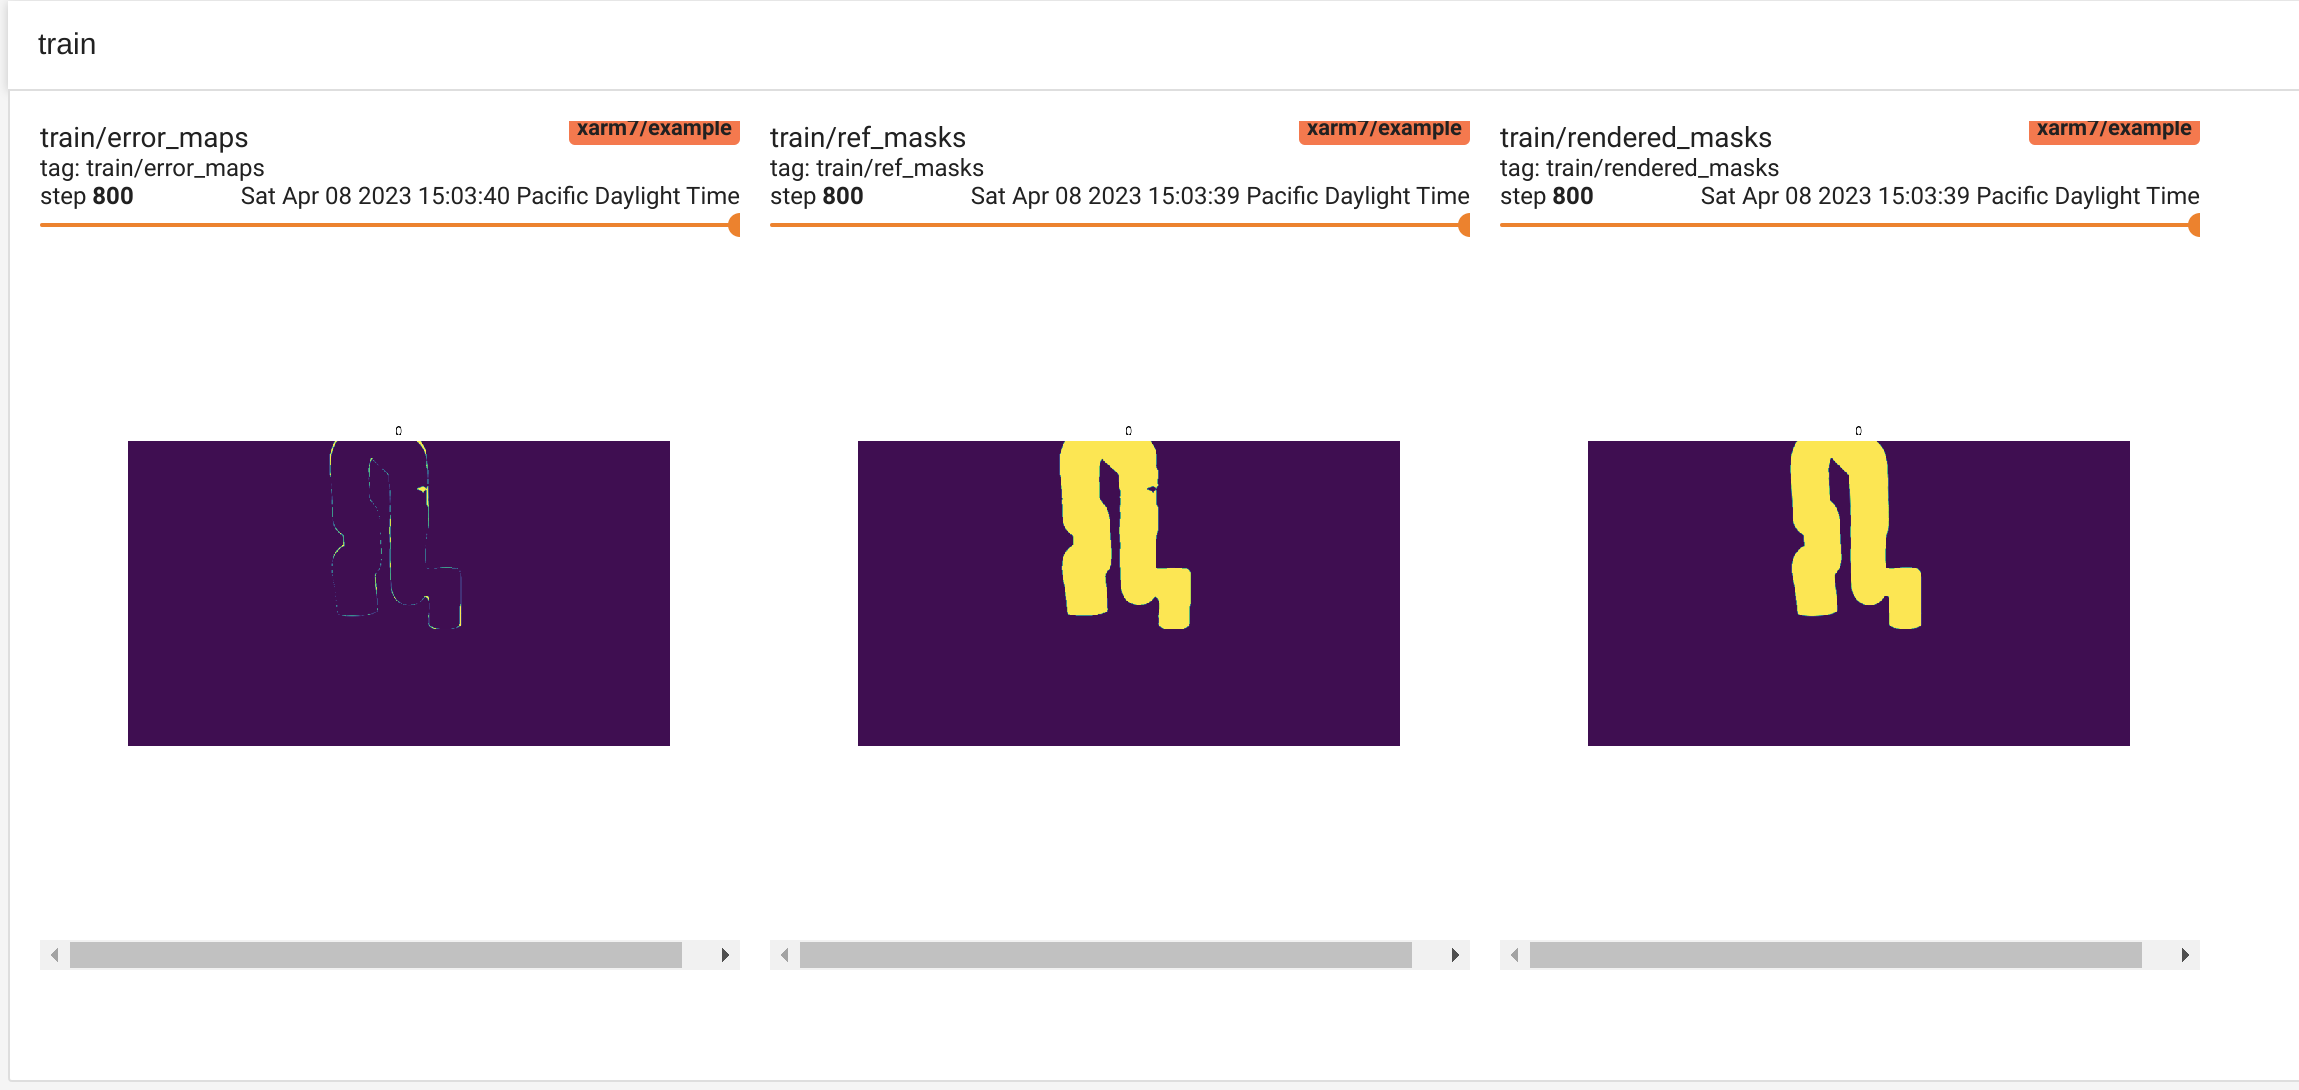 train
train/error_maps
xarm7/example
tag: train/error_maps
step 800
Sat Apr 08 2023 15:03:40 Pacific Daylight Time
0
train/ref_masks
xarm7/example
tag: train/ref_masks
step 800
Sat Apr 08 2023 15:03:39 Pacific Daylight Time
0
train/rendered_masks
xarm7/example
tag: train/rendered_masks
step 800
Sat Apr 08 2023 15:03:39 Pacific Daylight Time
0